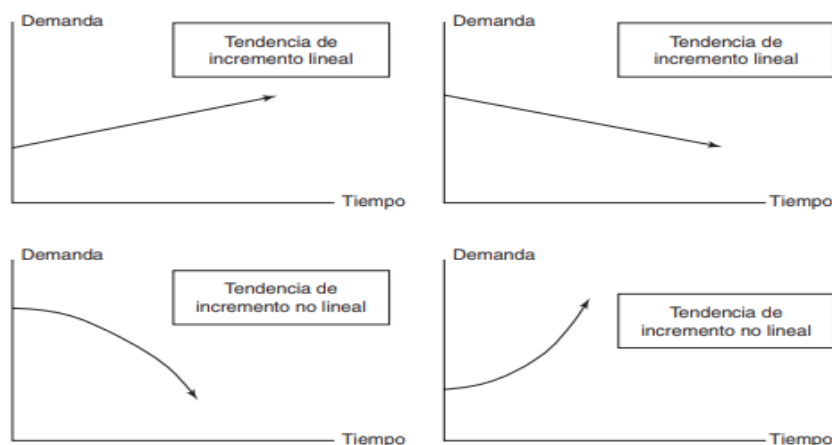 Demanda
Tendencia de
incremento lineal
Tiempo
Demanda
Tendencia de
incremento lineal
Tiempo
Demanda
Tendencia de
incremento no lineal
Tiempo
Demanda
Tendencia de
incremento no lineal
Tiempo